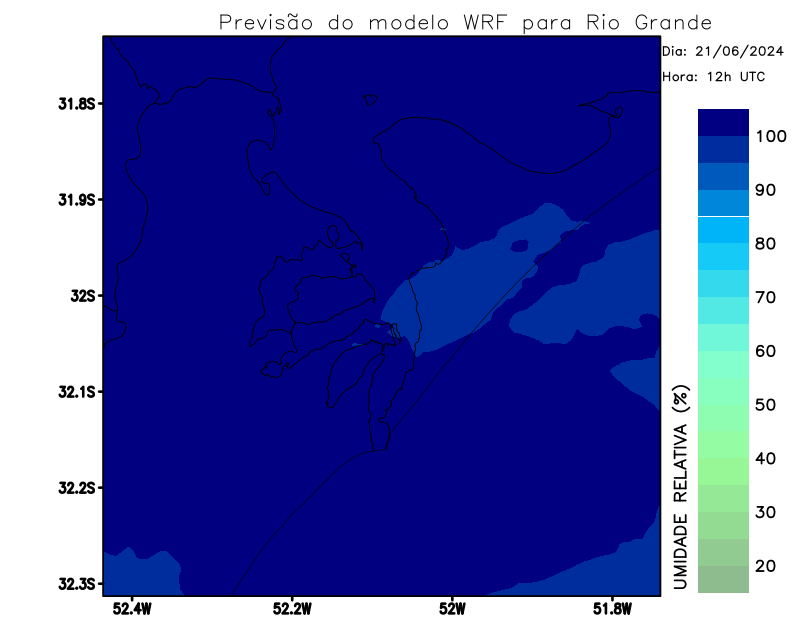 Previsão do modelo WRF para Rio Grande
Dia: 21/06/2024
Hora: 12h UTC
31.8S
31.9S
32S
32.1S
32.2S
32.3S
52.4W
52.2W
52W
51.8W
UMIDADE RELATIVA (%)
100
90
80
70
60
50
40
30
20